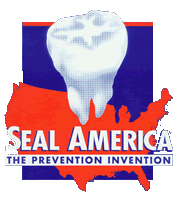 SEAL AMERICA
THE PREVENTION INVENTION